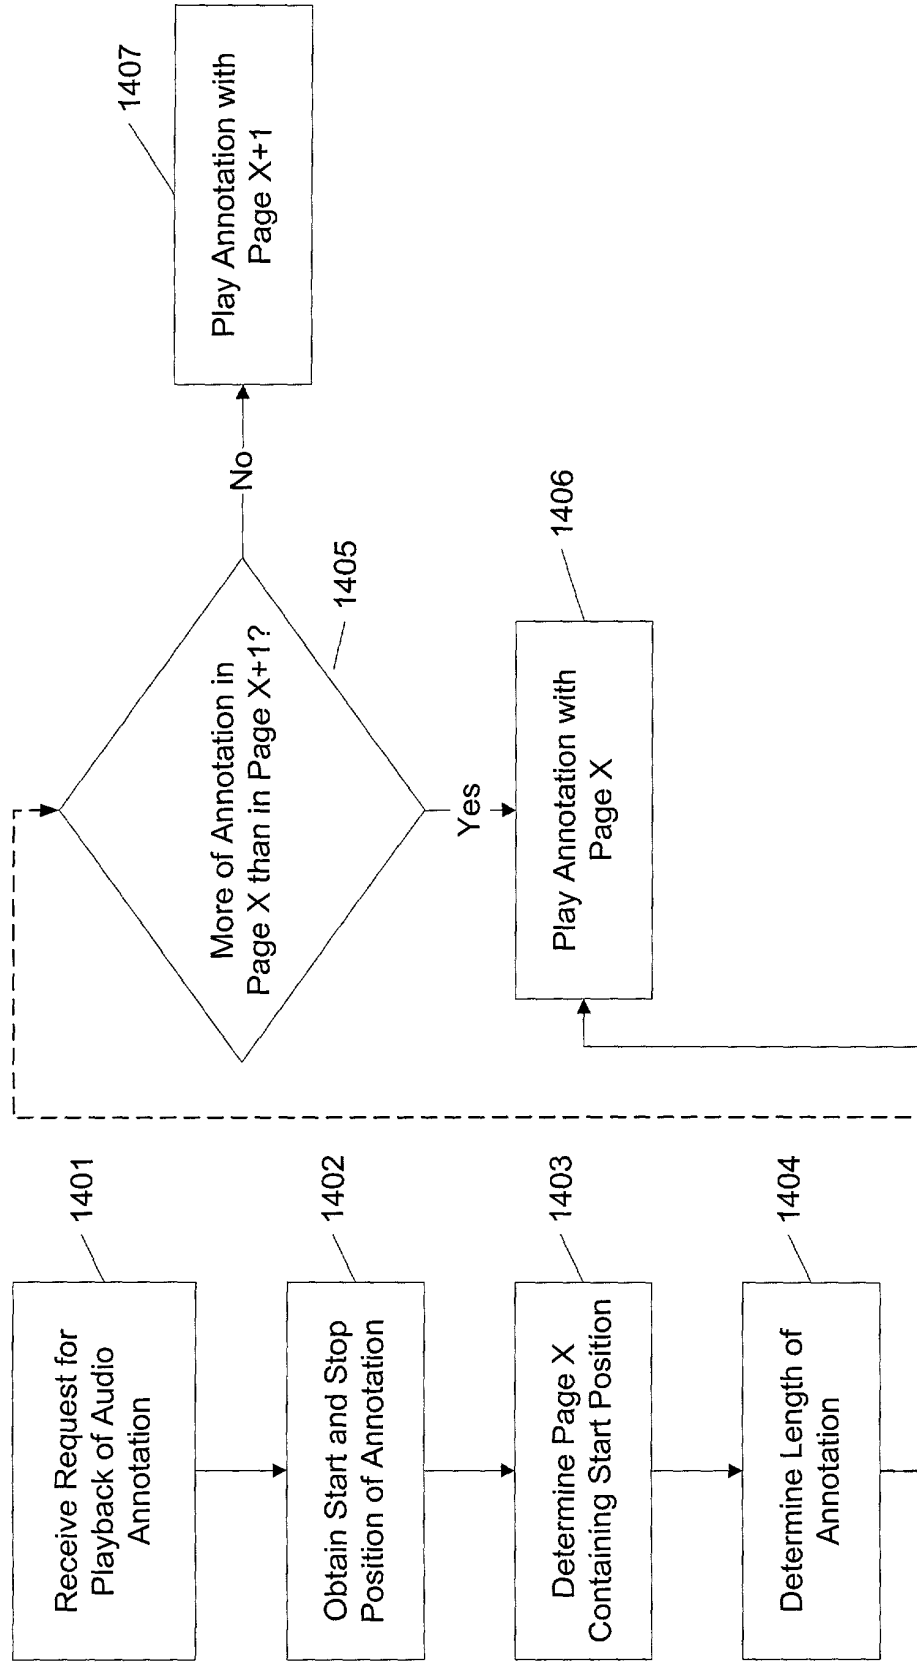 Receive Request for
Playback of Audio
Annotation
1401
Obtain Start and Stop
Position of Annotation
1402
Determine Page X
Containing Start Position
1403
Determine Length of
Annotation
1404
More of Annotation in
Page X than in Page X+1?
1405
Yes
No
Play Annotation with
Page X
1406
Play Annotation with
Page X+1
1407